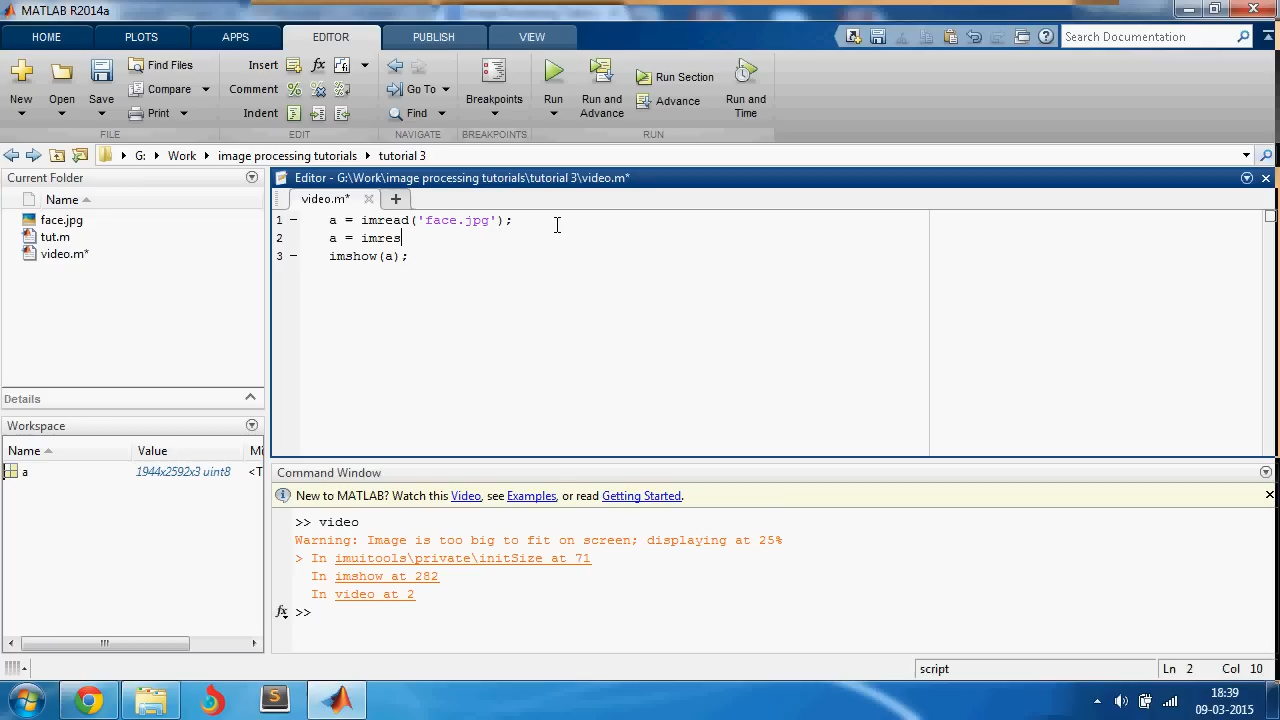 MATLAB R2014a
HOME PLOTS APPS EDITOR PUBLISH VIEW Search Documentation
New Open Save Find Files Compare Print Insert Comment Indent Go To Find Breakpoints Run Run and Advance Run Section Advance Run and Time
FILE EDIT NAVIGATE BREAKPOINTS RUN
G: Work image processing tutorials tutorial 3
Current Folder
Name
face.jpg
tut.m
video.m*
Details
Workspace
Name Value Mi
a 1944x2592x3 uint8 <T
Editor - G:\Work\image processing tutorials\tutorial 3\video.m*
video.m*
1 – a = imread('face.jpg');
2 a = imres
3 – imshow(a);
Command Window
New to MATLAB? Watch this Video, see Examples, or read Getting Started.
>> video
Warning: Image is too big to fit on screen; displaying at 25%
> In imuitools\private\initSize at 71
In imshow at 282
In video at 2
fx >>
script Ln 2 Col 10
18:39
09-03-2015